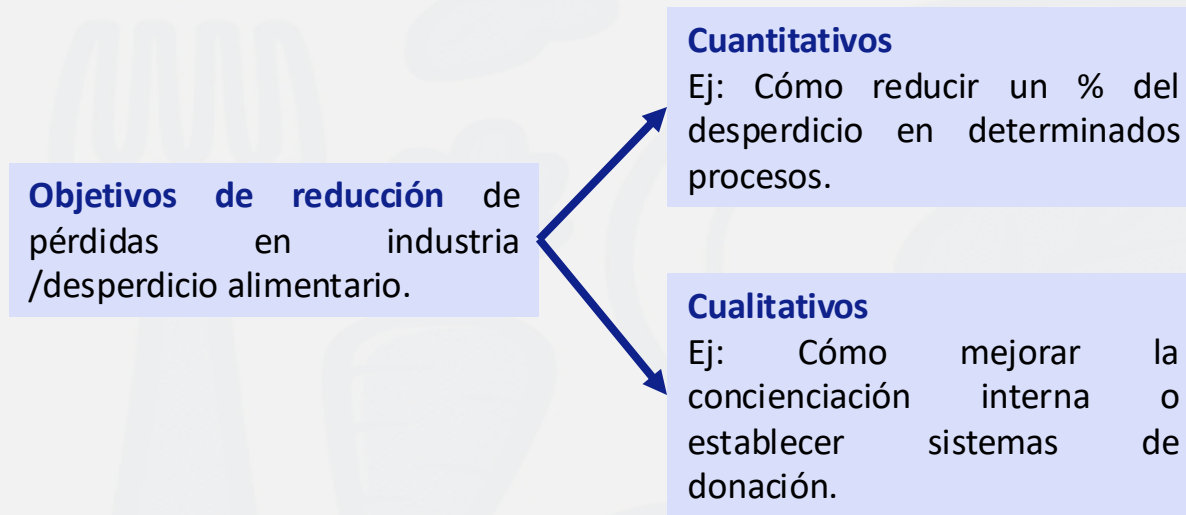 Objetivos de reducción de
pérdidas en industria
/desperdicio alimentario.
Cuantitativos
Ej: Cómo reducir un % del
desperdicio en determinados
procesos.
Cualitativos
Ej: Cómo mejorar la
concienciación interna o
establecer sistemas de
donación.